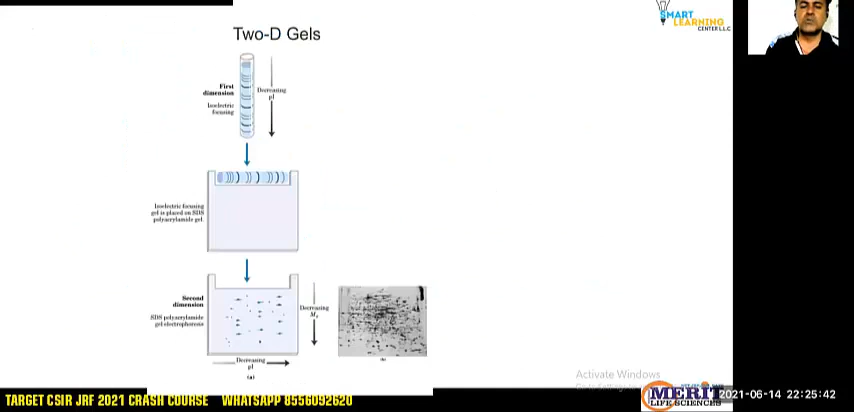 SMART
LEARNING
CENTER L.L.C
Two-D Gels
First
dimension
Isoelectric
focusing
Decreasing
pI
Isoelectric focusing
gel is placed on SDS
polyacrylamide gel.
Second
dimension
SDS polyacrylamide
gel electrophoresis
Decreasing
Mr
Decreasing
pI
(a)
(b)
Activate Windows
MERIT
LIFE SCIENCES
2021-06-14 22:25:42
TARGET CSIR JRF 2021 CRASH COURSE WHATSAPP 8556092620